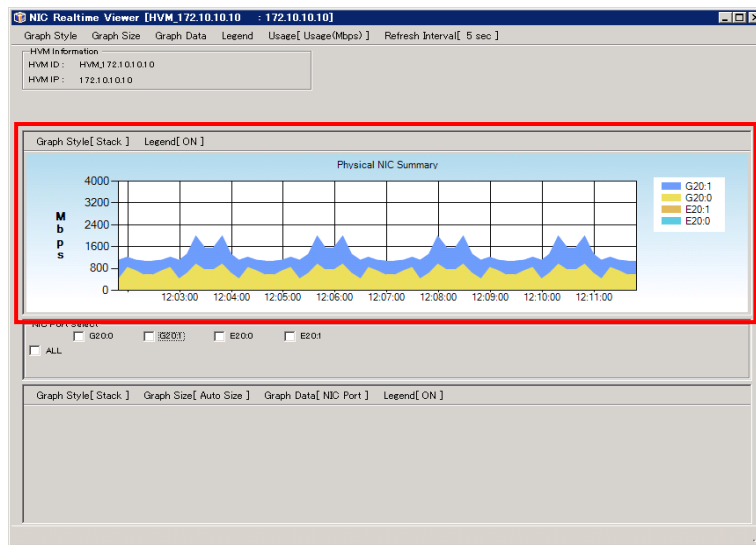 NIC Realtime Viewer [HVM_172.10.10.10 : 172.10.10.10]
Graph Style Graph Size Graph Data Legend Usage[ Usage(Mbps) ] Refresh Interval[ 5 sec ]
HVM Information
HVM ID : HVM_172.10.10.10
HVM IP : 172.10.10.10
Graph Style[ Stack ] Legend[ ON ]
Physical NIC Summary
Mbps
4000
3200
2400
1600
800
0
12:03:00 12:04:00 12:05:00 12:06:00 12:07:00 12:08:00 12:09:00 12:10:00 12:11:00
G20:1
G20:0
E20:1
E20:0
NIC Port Select
G20:0 G20:1 E20:0 E20:1
ALL
Graph Style[ Stack ] Graph Size[ Auto Size ] Graph Data[ NIC Port ] Legend[ ON ]